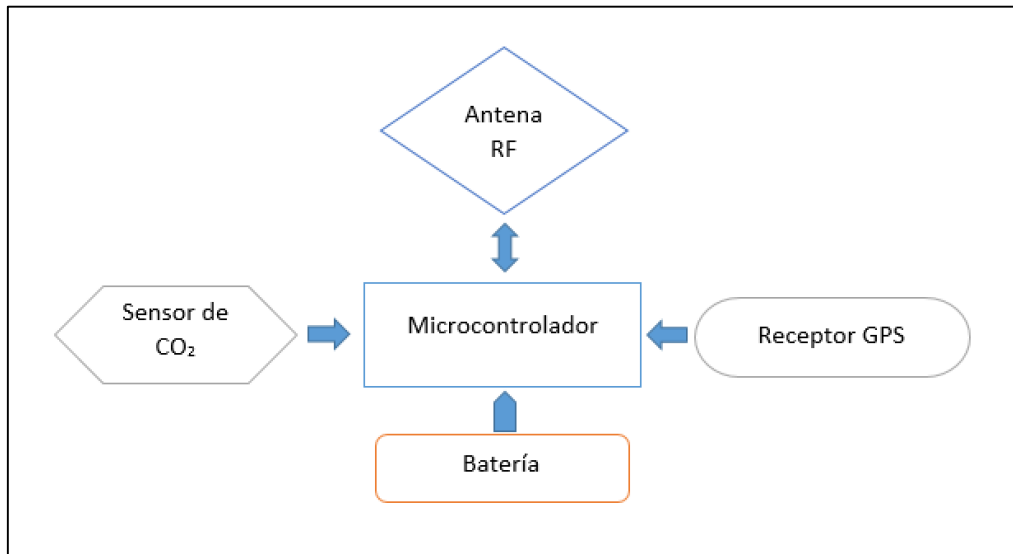 Antena
RF
Sensor de
CO₂
Microcontrolador
Receptor GPS
Batería